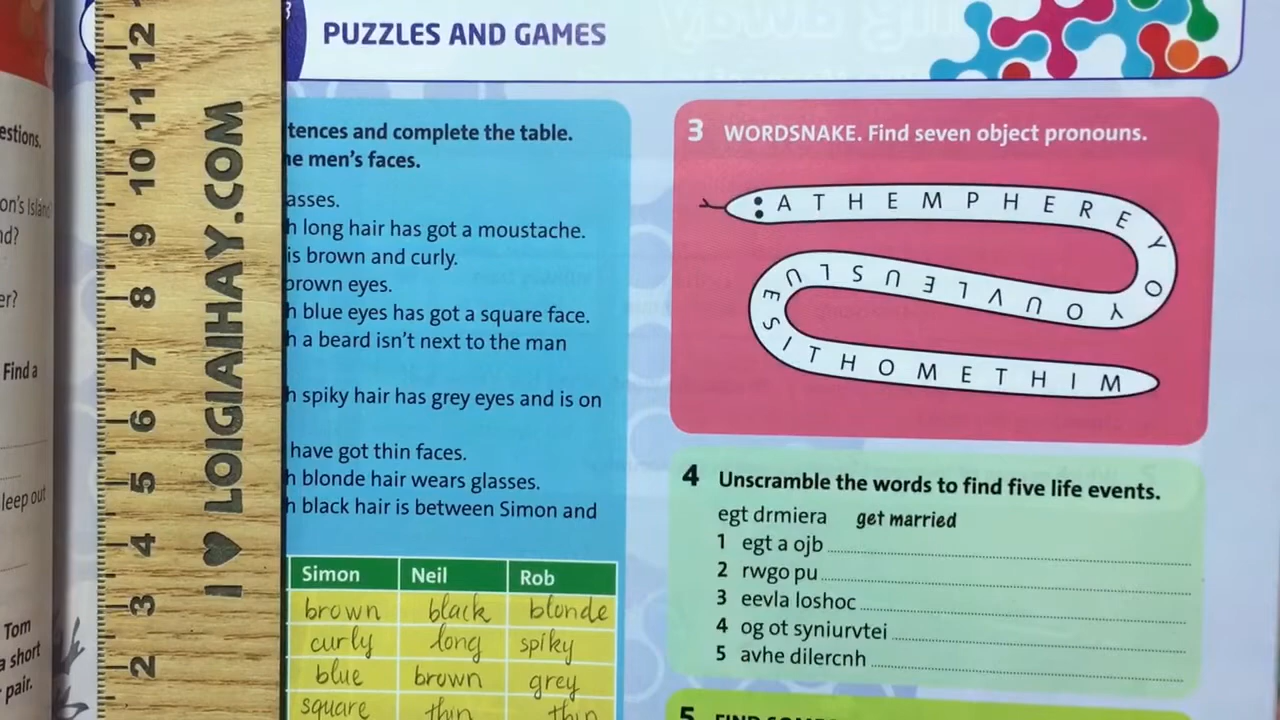 PUZZLES AND GAMES
estions.
on's Island
nd?
er?
Find a
leep out
Tom
a short
pair.
12
11
10
9
8
7
6
5
4
3
2
I ♥ LOIGIAIHAY.COM
tences and complete the table.
he men's faces.
asses.
h long hair has got a moustache.
is brown and curly.
brown eyes.
h blue eyes has got a square face.
h a beard isn't next to the man
h spiky hair has grey eyes and is on
have got thin faces.
h blonde hair wears glasses.
h black hair is between Simon and
Simon Neil Rob
brown black blonde
curly long spiky
blue brown grey
square thin thin
3 WORDSNAKE. Find seven object pronouns.
A T H E M P H E R E Y O
Y O U V L E U S L U E S I T H O M E T H I M
4 Unscramble the words to find five life events.
egt drmiera get married
1 egt a ojb
2 rwgo pu
3 eevla loshoc
4 og ot syniurvtei
5 avhe dilercnh
5